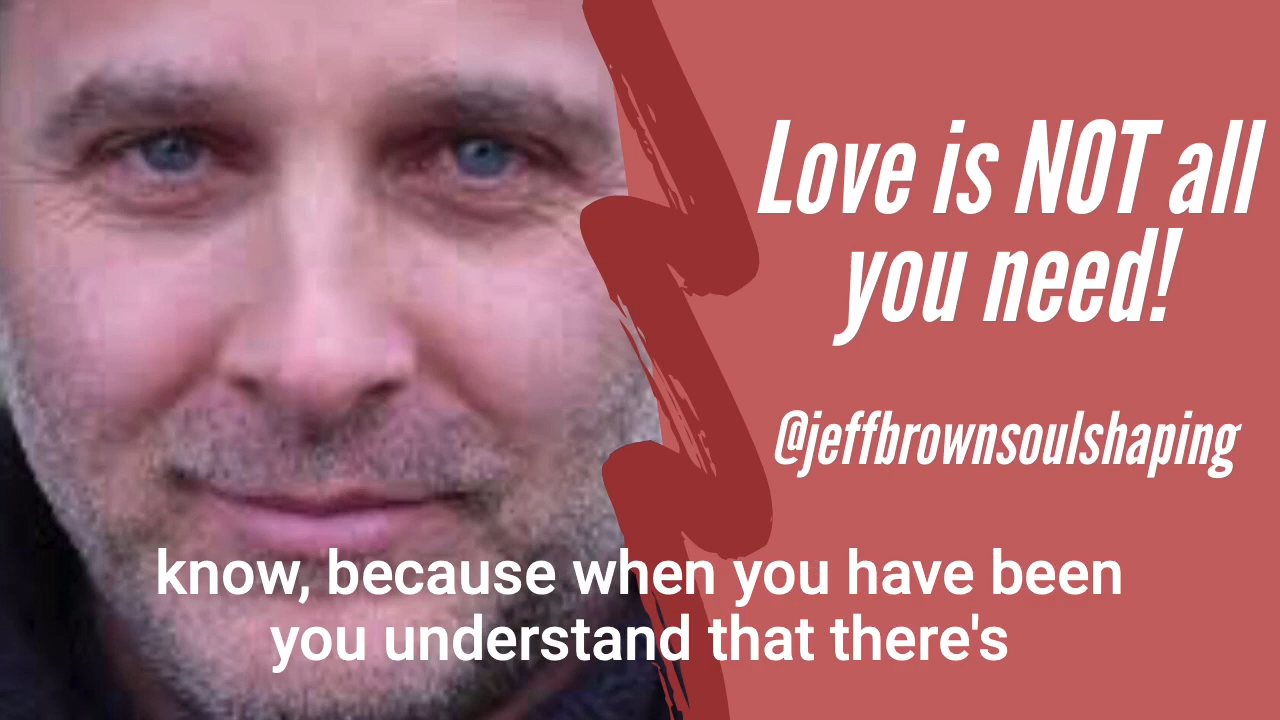 Love is NOT all
you need!
@jeffbrownsoulshaping
know, because when you have been
you understand that there's